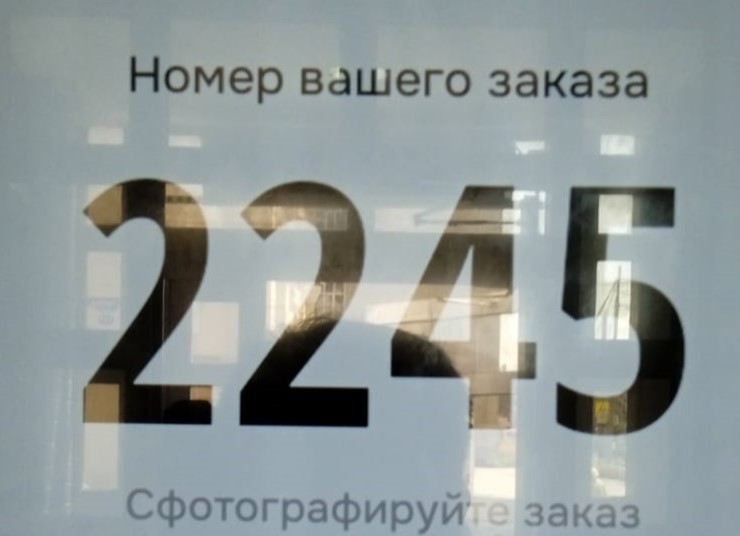 Номер вашего заказа
2245
Сфотографируйте заказ